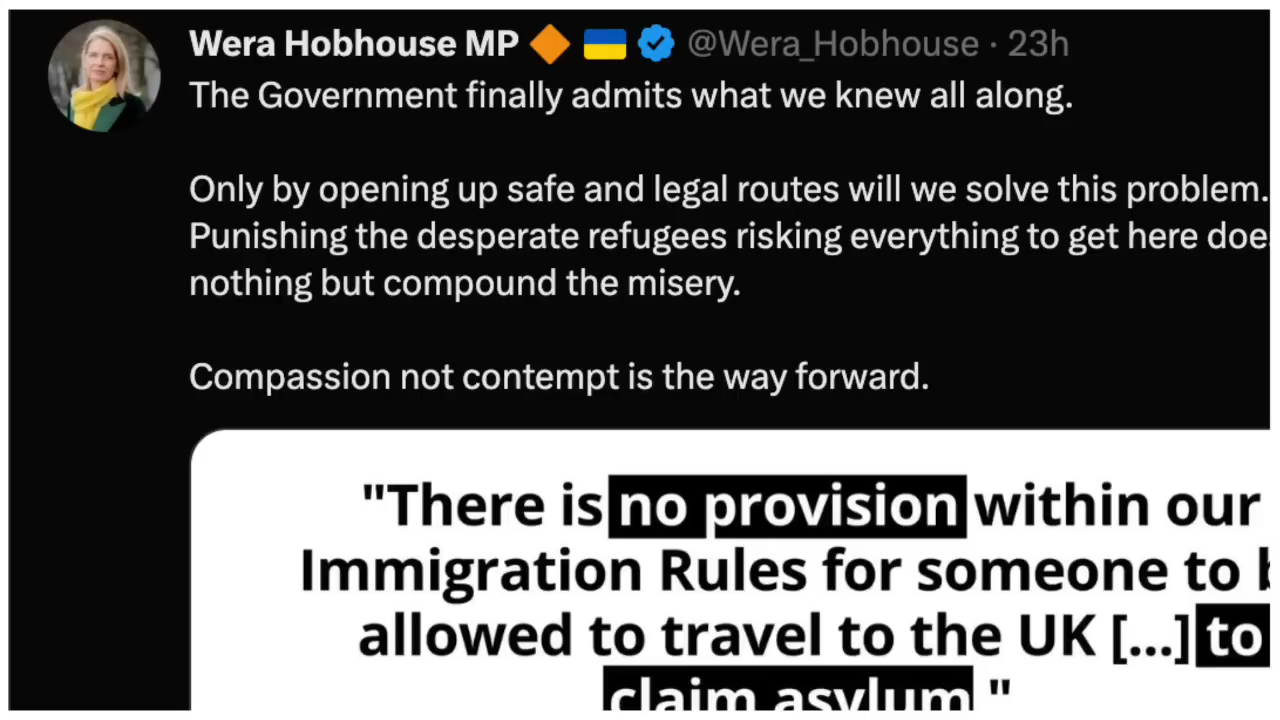 Wera Hobhouse MP 🔶 🇺🇦 @Wera_Hobhouse · 23h
The Government finally admits what we knew all along.
Only by opening up safe and legal routes will we solve this problem.
Punishing the desperate refugees risking everything to get here
nothing but compound the misery.
Compassion not contempt is the way forward.
"There is no provision within our
Immigration Rules for someone to
allowed to travel to the UK [...] to
claim asylum "